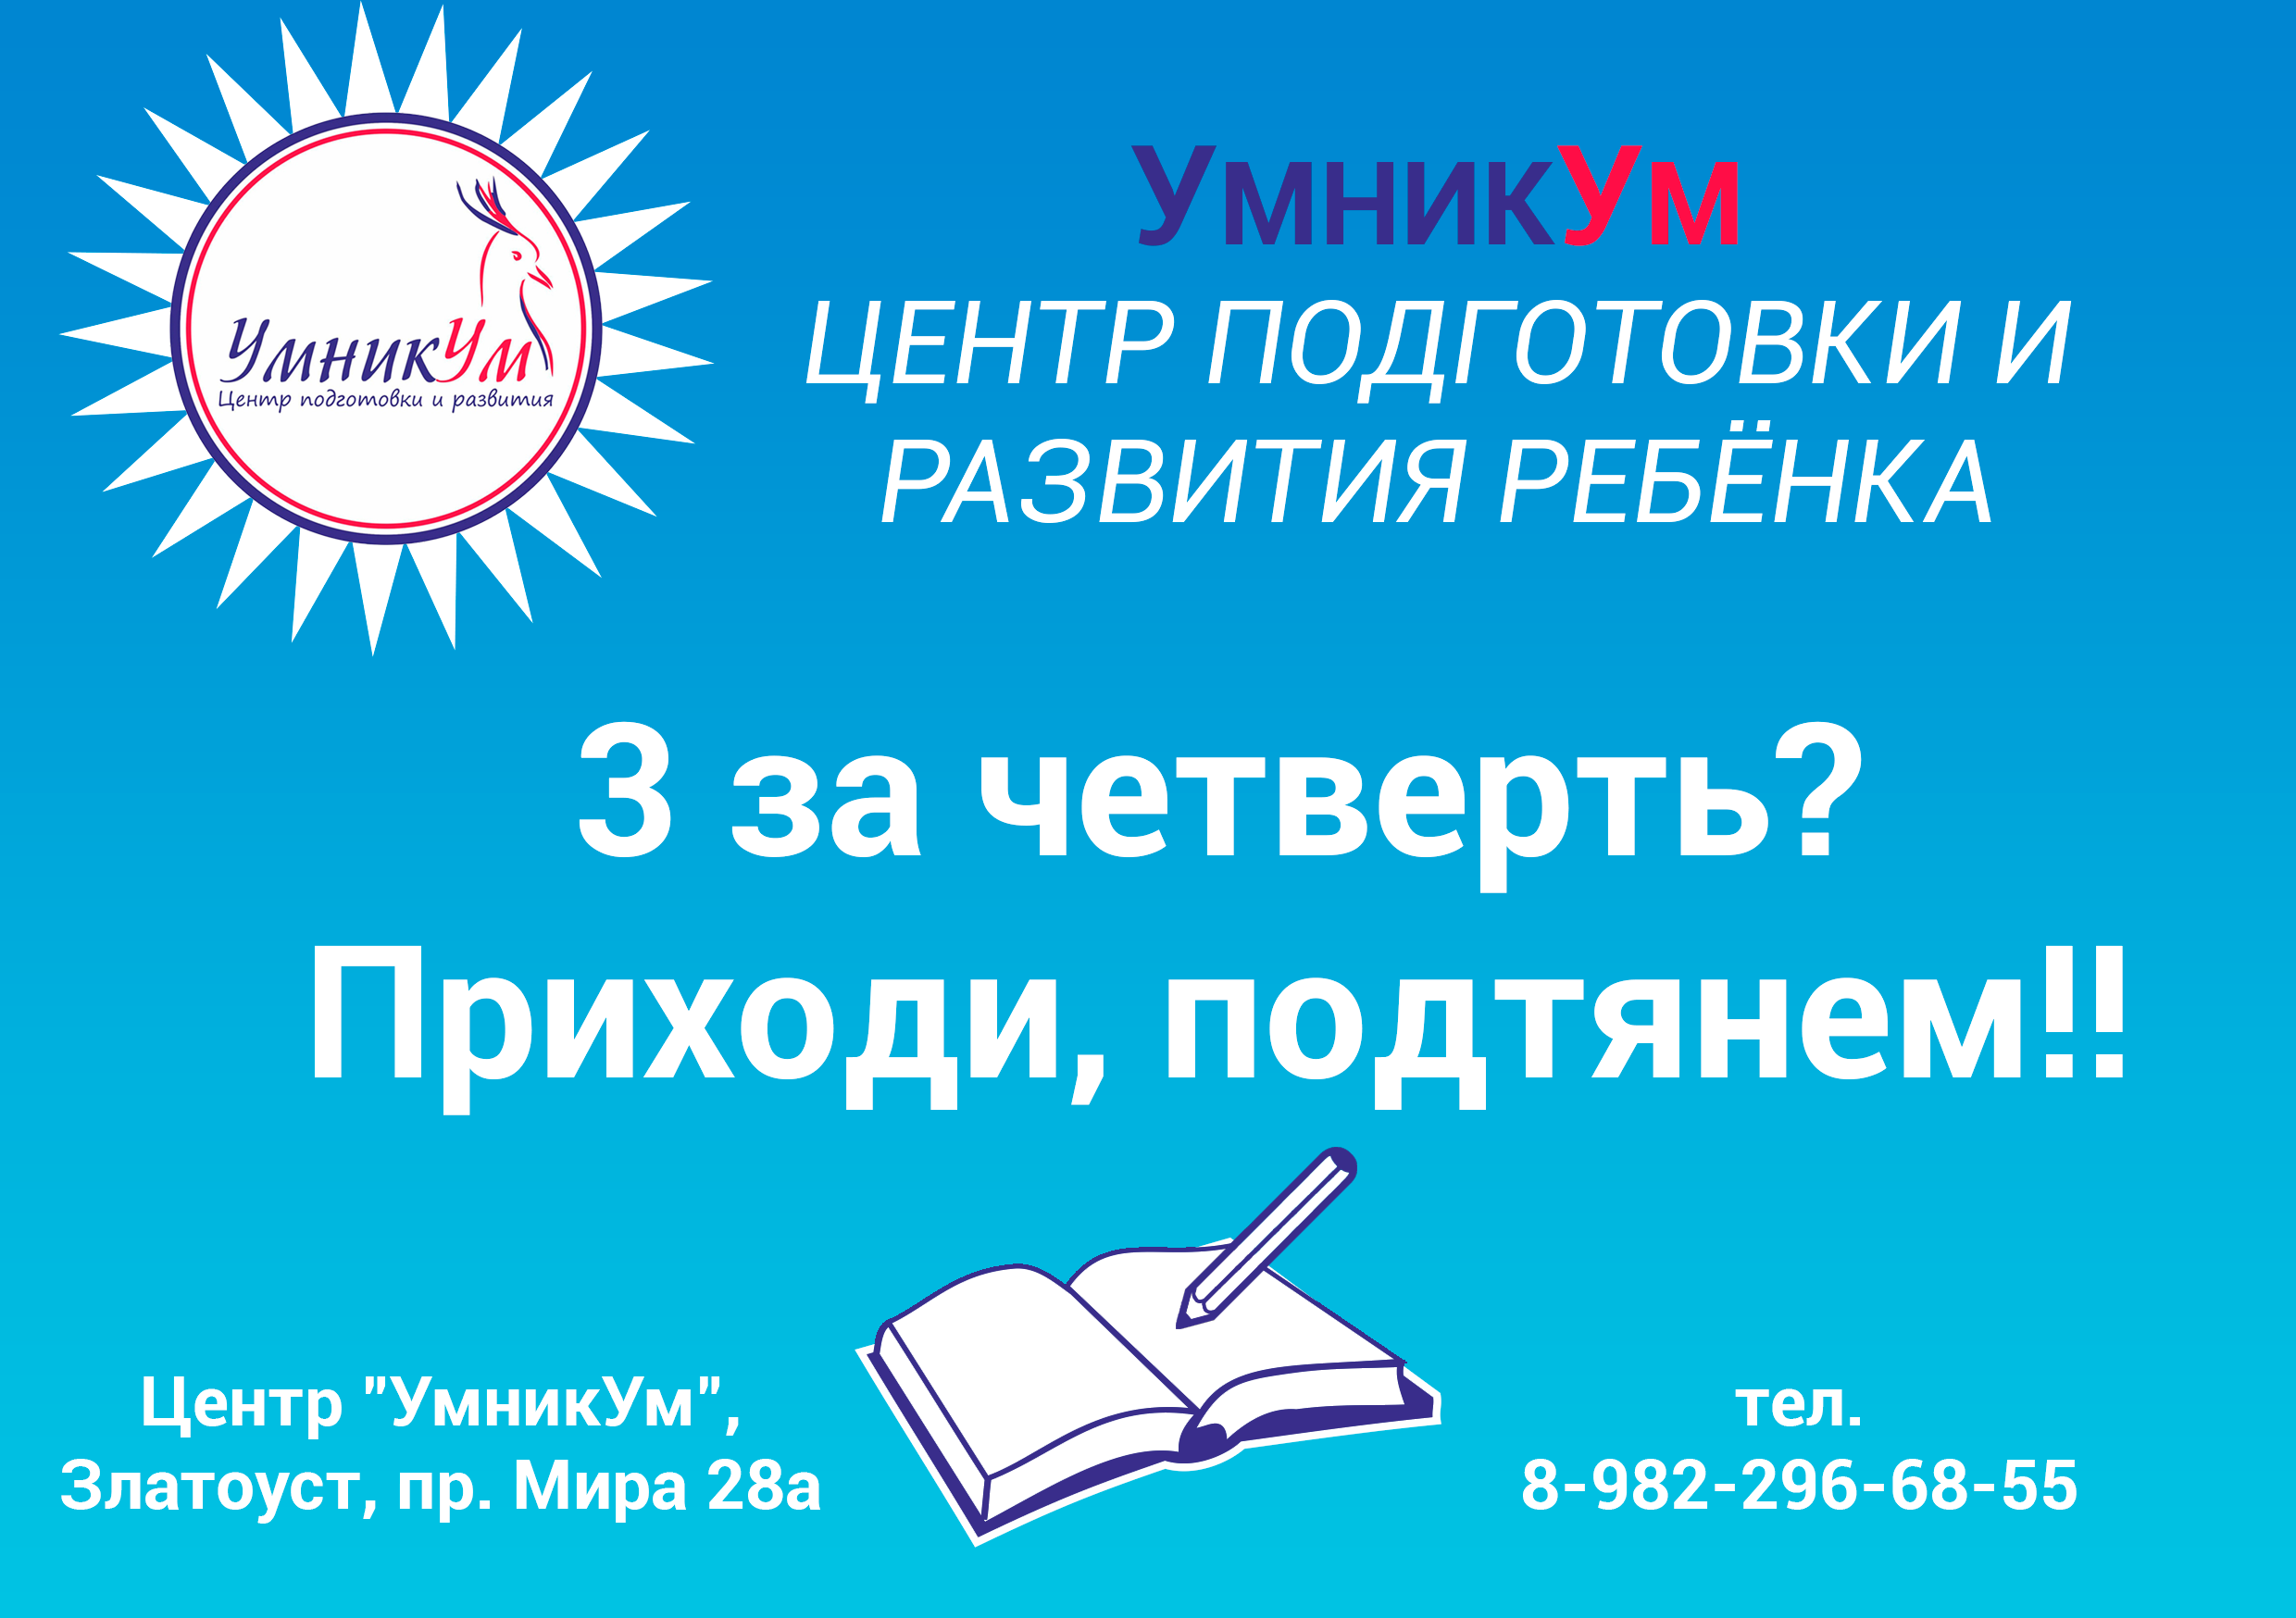 УмникУм
Центр подготовки и развития
УмникУм
ЦЕНТР ПОДГОТОВКИ И
РАЗВИТИЯ РЕБЁНКА
3 за четверть?
Приходи, подтянем!!
Центр "УмникУм",
Златоуст, пр. Мира 28а
тел.
8-982-296-68-55